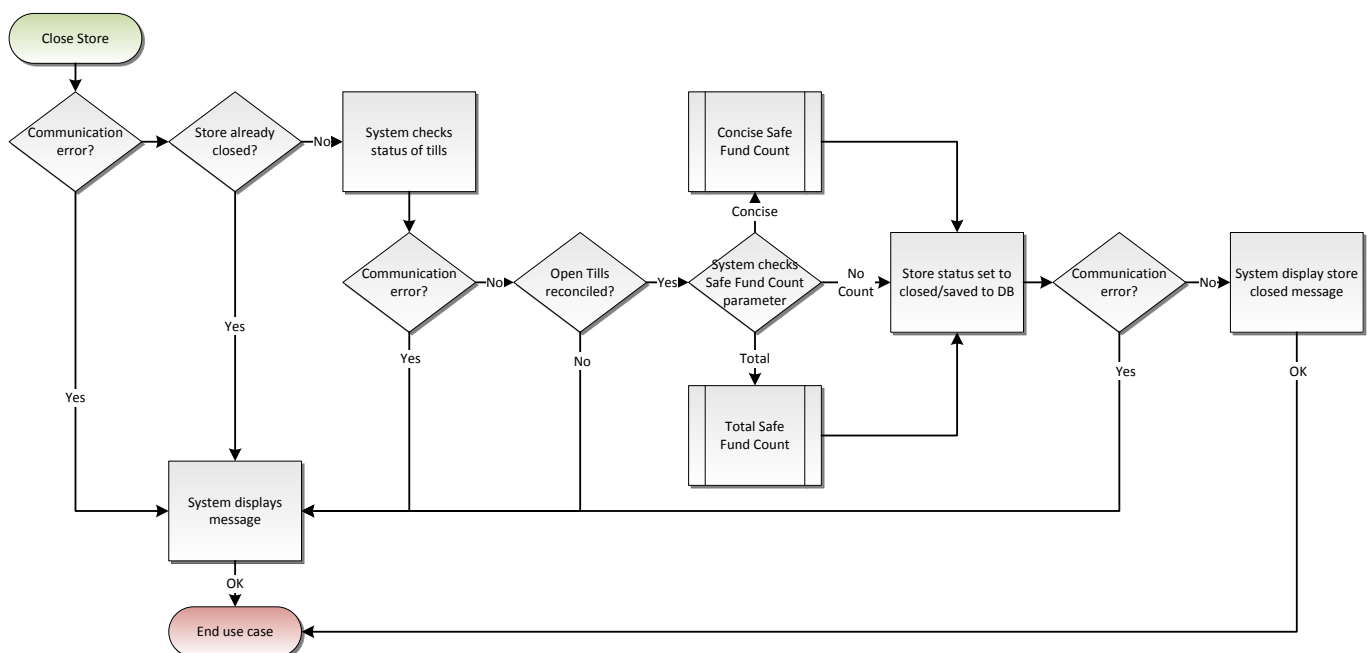 Close Store
Communication
error?
Store already
closed?
No
System checks
status of tills
Concise Safe
Fund Count
Concise
Communication
error?
No
Open Tills
reconciled?
Yes
System checks
Safe Fund Count
parameter
No
Count
Store status set to
closed/saved to DB
Communication
error?
No
System display store
closed message
Yes
Yes
Yes
No
Total
Yes
OK
Total Safe
Fund Count
System displays
message
OK
End use case